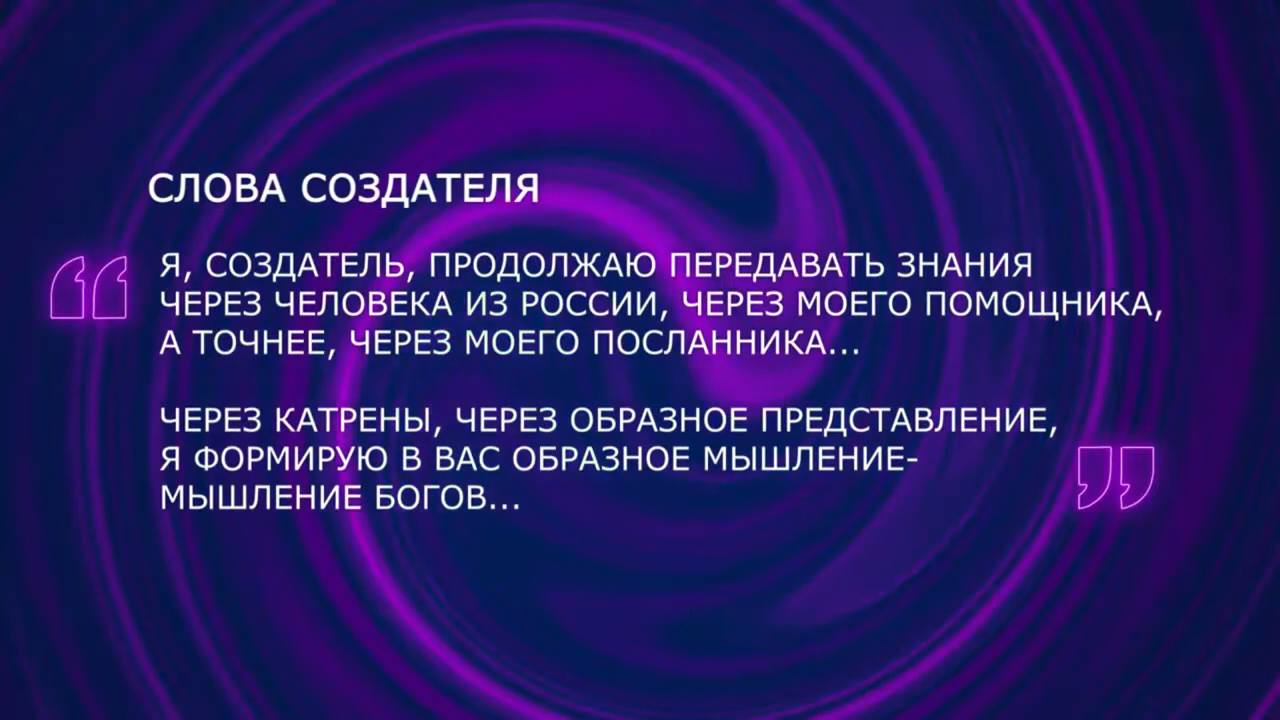 СЛОВА СОЗДАТЕЛЯ
“ Я, СОЗДАТЕЛЬ, ПРОДОЛЖАЮ ПЕРЕДАВАТЬ ЗНАНИЯ
ЧЕРЕЗ ЧЕЛОВЕКА ИЗ РОССИИ, ЧЕРЕЗ МОЕГО ПОМОЩНИКА,
А ТОЧНЕЕ, ЧЕРЕЗ МОЕГО ПОСЛАННИКА...
ЧЕРЕЗ КАТРЕНЫ, ЧЕРЕЗ ОБРАЗНОЕ ПРЕДСТАВЛЕНИЕ,
Я ФОРМИРУЮ В ВАС ОБРАЗНОЕ МЫШЛЕНИЕ-
МЫШЛЕНИЕ БОГОВ... ”